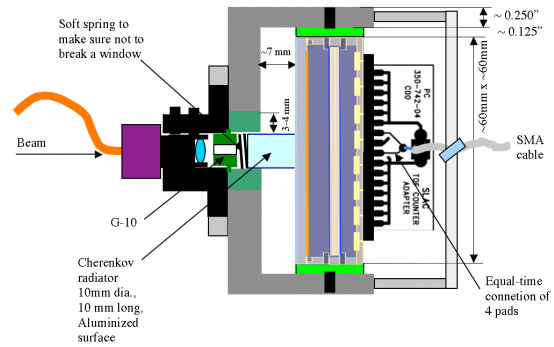 Soft spring to
make sure not to
break a window
~7 mm
3-4 mm
~ 0.250”
~ 0.125”
~60mm x ~60mm
PC
350-742-04
C00
SLAC
TOF COUNTER
ADAPTER
SMA
cable
Beam
G-10
Cherenkov
radiator
10mm dia.,
10 mm long,
Aluminized
surface
Equal-time
connetion of
4 pads